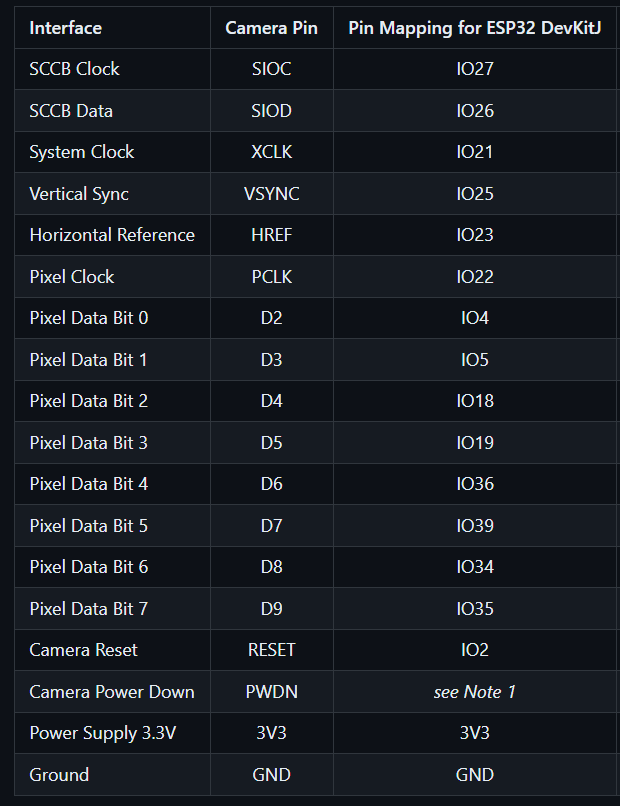 Interface Camera Pin Pin Mapping for ESP32 DevKitJ
SCCB Clock SIOC IO27
SCCB Data SIOD IO26
System Clock XCLK IO21
Vertical Sync VSYNC IO25
Horizontal Reference HREF IO23
Pixel Clock PCLK IO22
Pixel Data Bit 0 D2 IO4
Pixel Data Bit 1 D3 IO5
Pixel Data Bit 2 D4 IO18
Pixel Data Bit 3 D5 IO19
Pixel Data Bit 4 D6 IO36
Pixel Data Bit 5 D7 IO39
Pixel Data Bit 6 D8 IO34
Pixel Data Bit 7 D9 IO35
Camera Reset RESET IO2
Camera Power Down PWDN see Note 1
Power Supply 3.3V 3V3 3V3
Ground GND GND